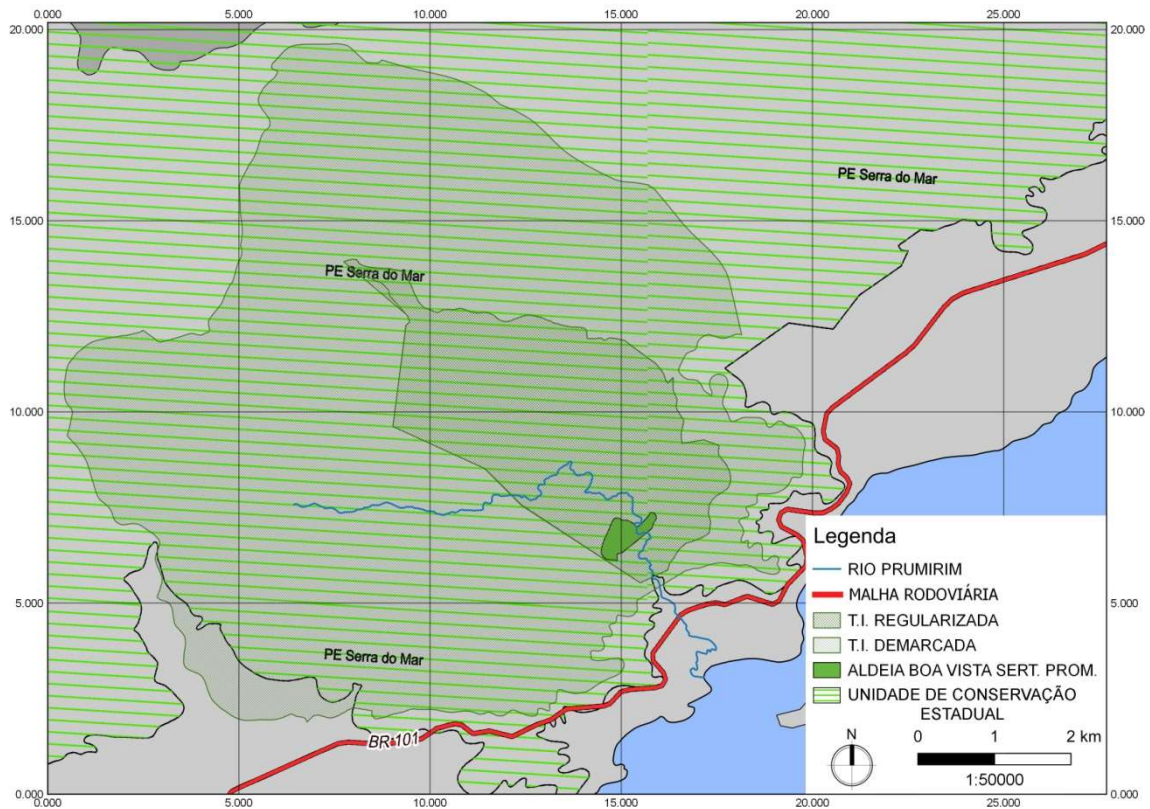 0.000 5.000 10.000 15.000 20.000 25.000
20.000 20.000
PE Serra do Mar
15.000 15.000
PE Serra do Mar
10.000 10.000
Legenda
RIO PRUMIRIM
MALHA RODOVIÁRIA
T.I. REGULARIZADA
T.I. DEMARCADA
ALDEIA BOA VISTA SERT. PROM.
UNIDADE DE CONSERVAÇÃO
ESTADUAL
N
0 1 2 km
1:50000
5.000 5.000
PE Serra do Mar
BR 101
0.000 0.000
0.000 5.000 10.000 15.000 20.000 25.000